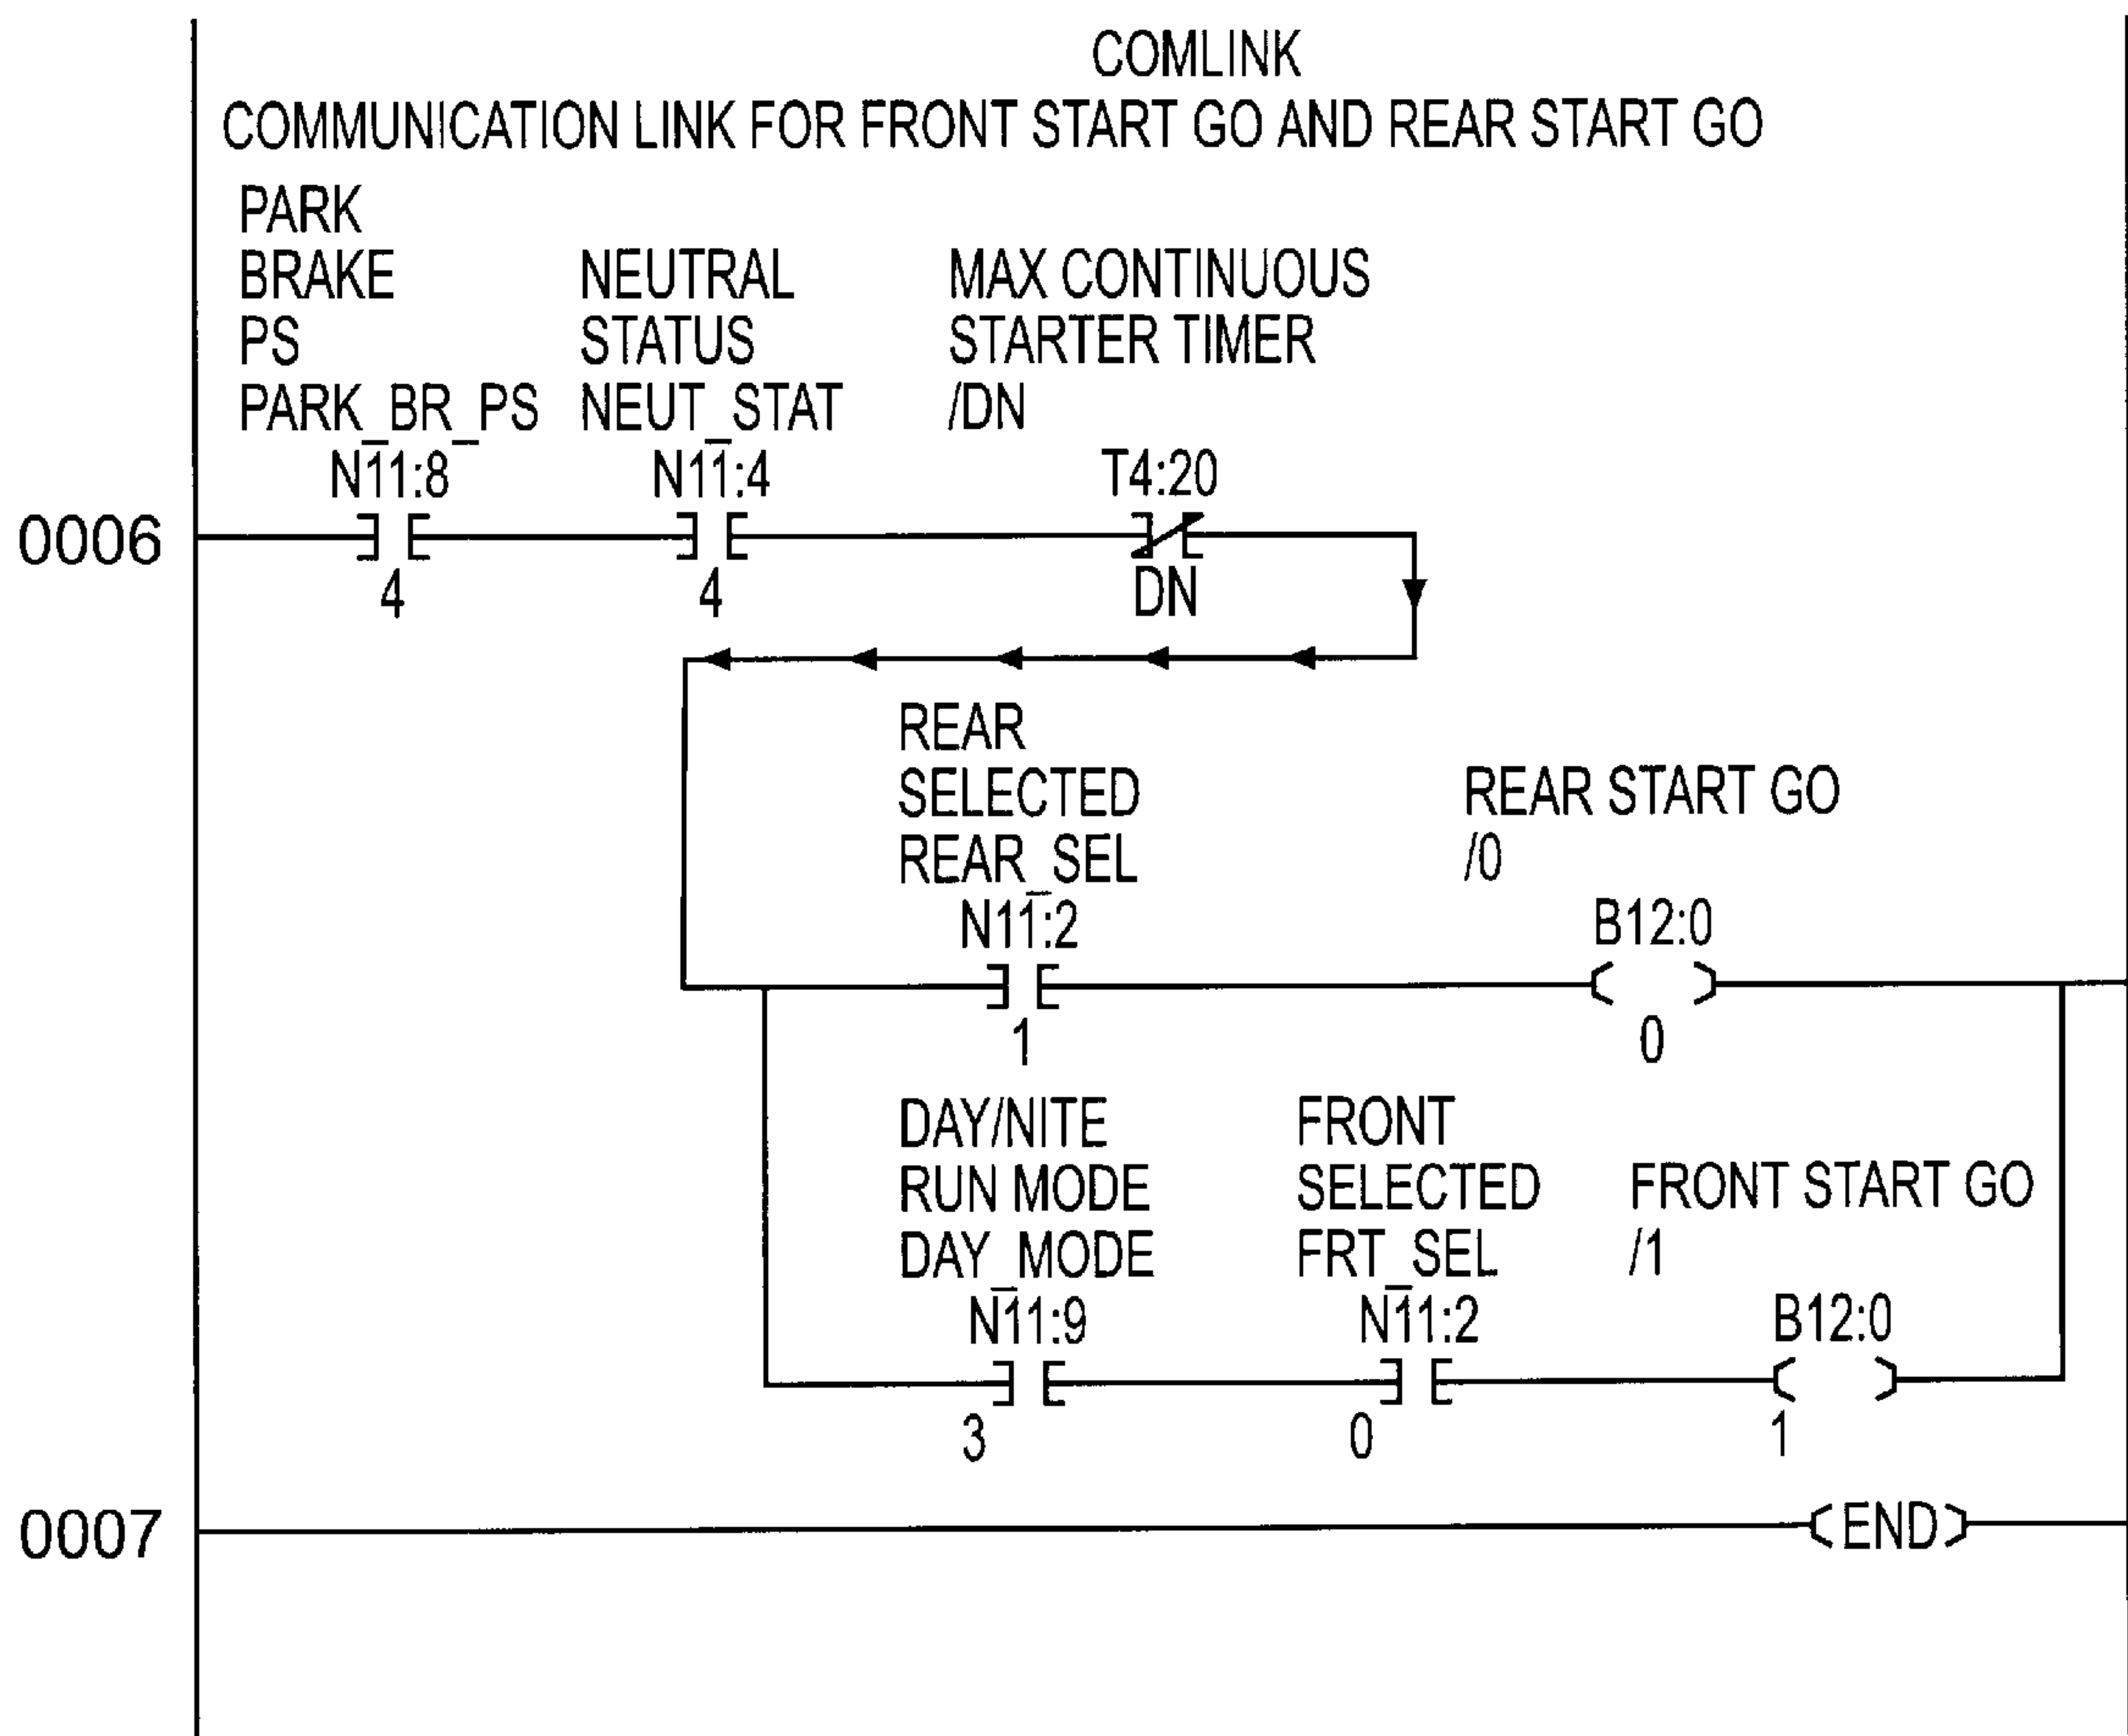 COMLINK
COMMUNICATION LINK FOR FRONT START GO AND REAR START GO
PARK
BRAKE NEUTRAL MAX CONTINUOUS
PS STATUS STARTER TIMER
PARK_BR_PS NEUT_STAT /DN
N11:8 N11:4 T4:20
0006
4 4 DN
REAR
SELECTED REAR START GO
REAR_SEL /0
N11:2 B12:0
1 0
DAY/NITE FRONT
RUN MODE SELECTED FRONT START GO
DAY_MODE FRT_SEL /1
N11:9 N11:2 B12:0
3 0 1
0007 END